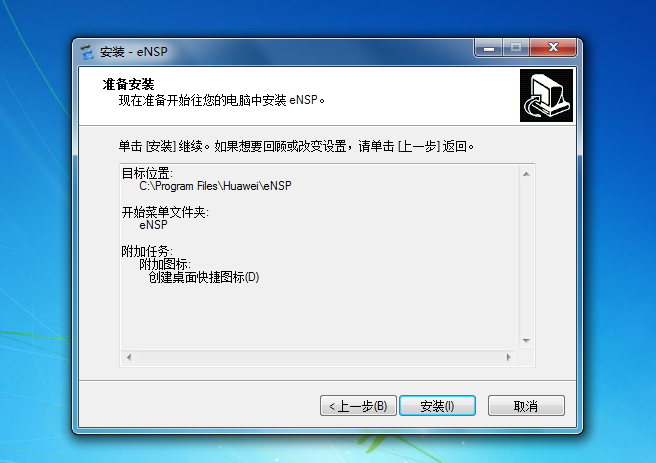 安装 - eNSP
准备安装
现在准备开始往您的电脑中安装 eNSP。
单击 [安装] 继续。如果想要回顾或改变设置，请单击 [上一步] 返回。
目标位置:
C:\Program Files\Huawei\eNSP
开始菜单文件夹:
eNSP
附加任务:
附加图标:
创建桌面快捷图标(D)
< 上一步(B) 安装(I) 取消